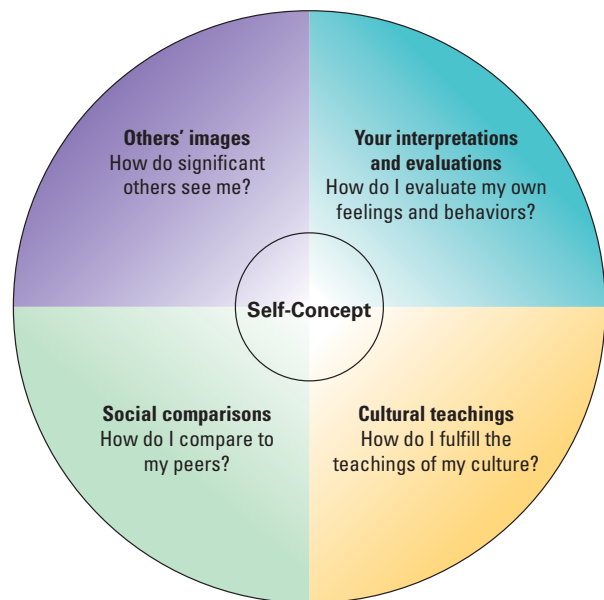 Others' images
How do significant
others see me?
Your interpretations
and evaluations
How do I evaluate my own
feelings and behaviors?
Self-Concept
Social comparisons
How do I compare to
my peers?
Cultural teachings
How do I fulfill the
teachings of my culture?